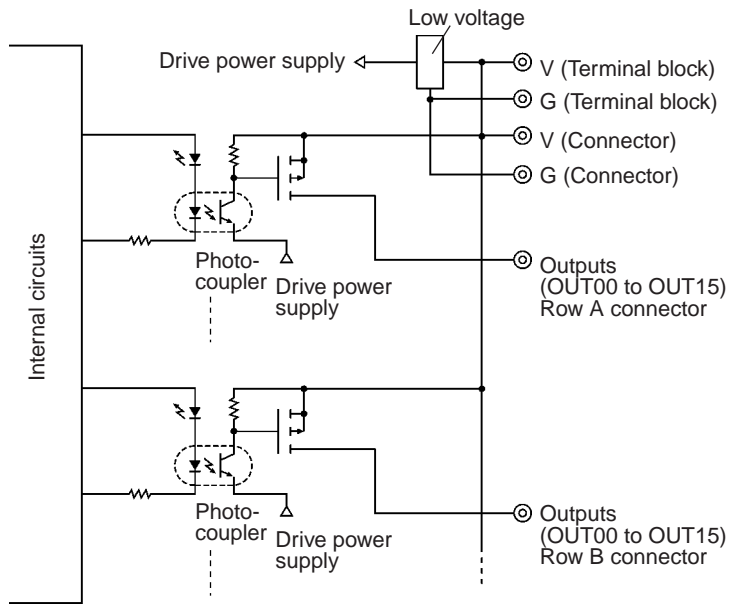 Low voltage
Drive power supply
V (Terminal block)
G (Terminal block)
V (Connector)
G (Connector)
Internal circuits
Photo-
coupler
Drive power
supply
Outputs
(OUT00 to OUT15)
Row A connector
Photo-
coupler
Drive power
supply
Outputs
(OUT00 to OUT15)
Row B connector